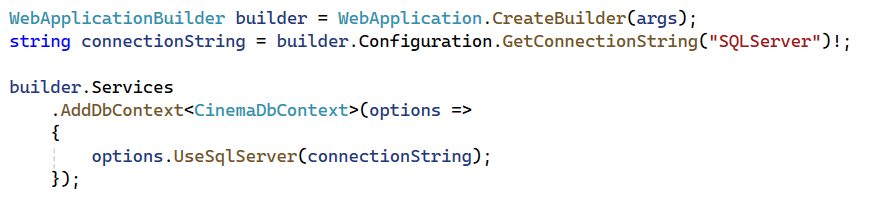 WebApplicationBuilder builder = WebApplication.CreateBuilder(args);
string connectionString = builder.Configuration.GetConnectionString("SQLServer")!;
builder.Services
    .AddDbContext<CinemaDbContext>(options =>
    {
        options.UseSqlServer(connectionString);
    });